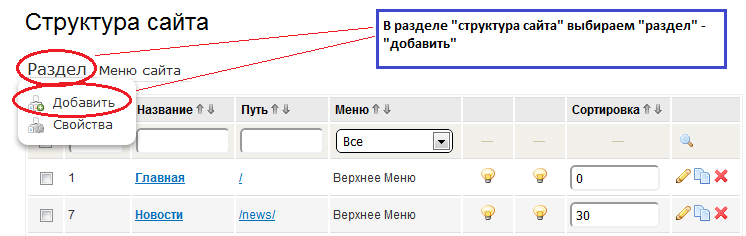 Структура сайта
В разделе "структура сайта" выбираем "раздел" -
"добавить"
Раздел Меню сайта
Добавить
Свойства
Название Путь Меню Сортировка
Все
1 Главная / Верхнее Меню 0
7 Новости /news/ Верхнее Меню 30